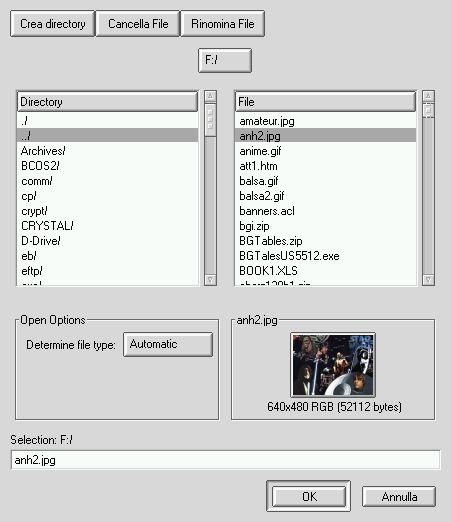 Crea directory Cancella File Rinomina File
F:/
Directory
./
../
Archives/
BCOS2/
comm/
cp/
crypt/
CRYSTAL/
D-Drive/
eb/
eftp/
File
amateur.jpg
anh2.jpg
anime.gif
att1.htm
balsa.gif
balsa2.gif
banners.acl
bgi.zip
BGTables.zip
BGTalesUS5512.exe
BOOK1.XLS
Open Options
Determine file type: Automatic
anh2.jpg
640x480 RGB (52112 bytes)
Selection: F:/
anh2.jpg
OK Annulla